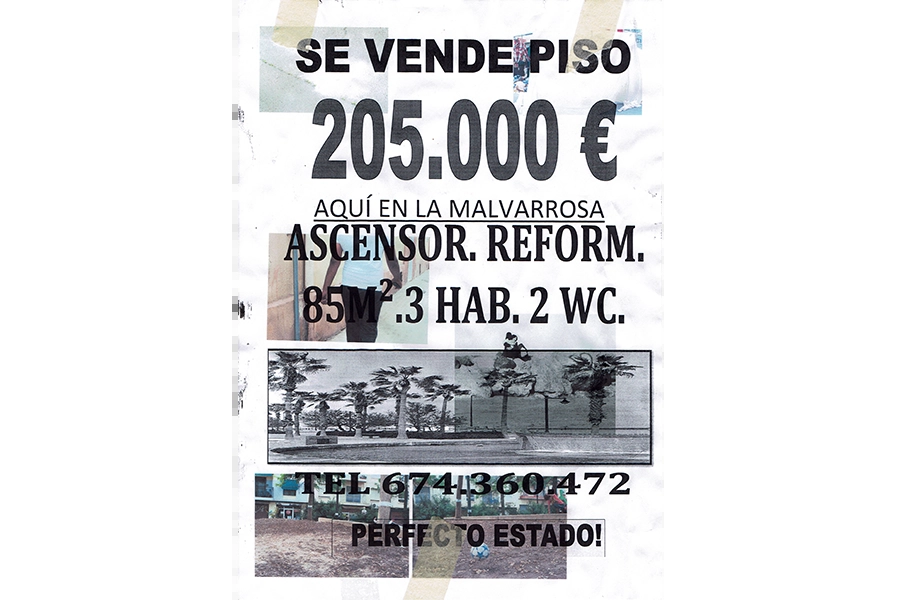 SE VENDE PISO
205.000 €
AQUÍ EN LA MALVARROSA
ASCENSOR. REFORM.
85M².3 HAB. 2 WC.
TEL 674.360.472
PERFECTO ESTADO!